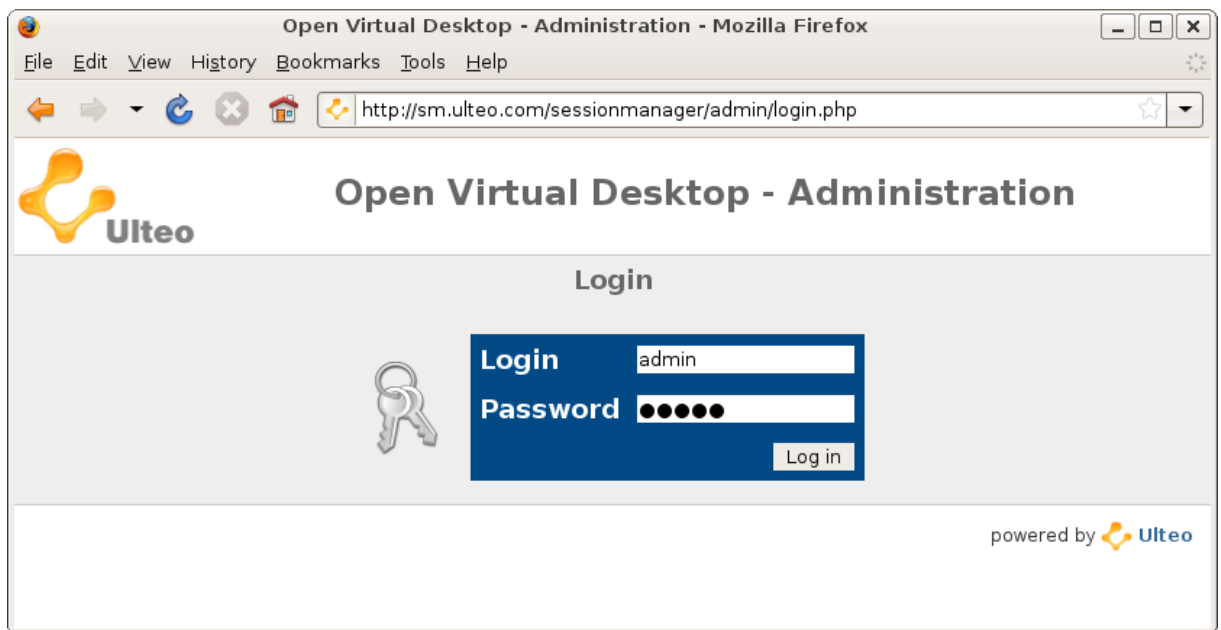 Open Virtual Desktop - Administration - Mozilla Firefox
File Edit View History Bookmarks Tools Help
http://sm.ulteo.com/sessionmanager/admin/login.php
Ulteo
Open Virtual Desktop - Administration
Login
Login admin
Password ●●●●●
Log in
powered by Ulteo